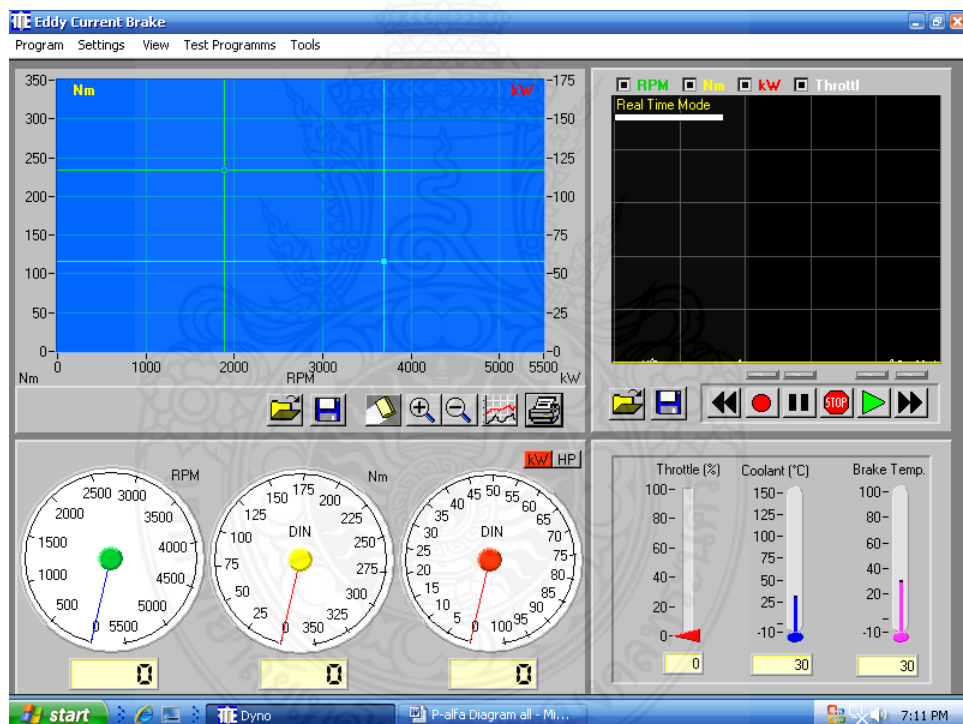 TTE Eddy Current Brake
Program Settings View Test Programms Tools
350 300 250 200 150 100 50 0
Nm kW
175 150 125 100 75 50 25 0
0 1000 2000 3000 4000 5000 5500
Nm RPM kW
RPM Nm kW Throttl
Real Time Mode
STOP
RPM
0 500 1000 1500 2000 2500 3000 3500 4000 4500 5000 5500
0
Nm
DIN
0 25 50 75 100 125 150 175 200 225 250 275 300 325 350
0
kW HP
DIN
0 5 10 15 20 25 30 35 40 45 50 55 60 65 70 75 80 85 90 95 100
0
Throttle (%) Coolant (°C) Brake Temp.
100 80 60 40 20 0
150 125 100 75 50 25 -10
100 80 60 40 20 -10
0 30 30
start Dyno P-alfa Diagram all - Mi... 7:11 PM